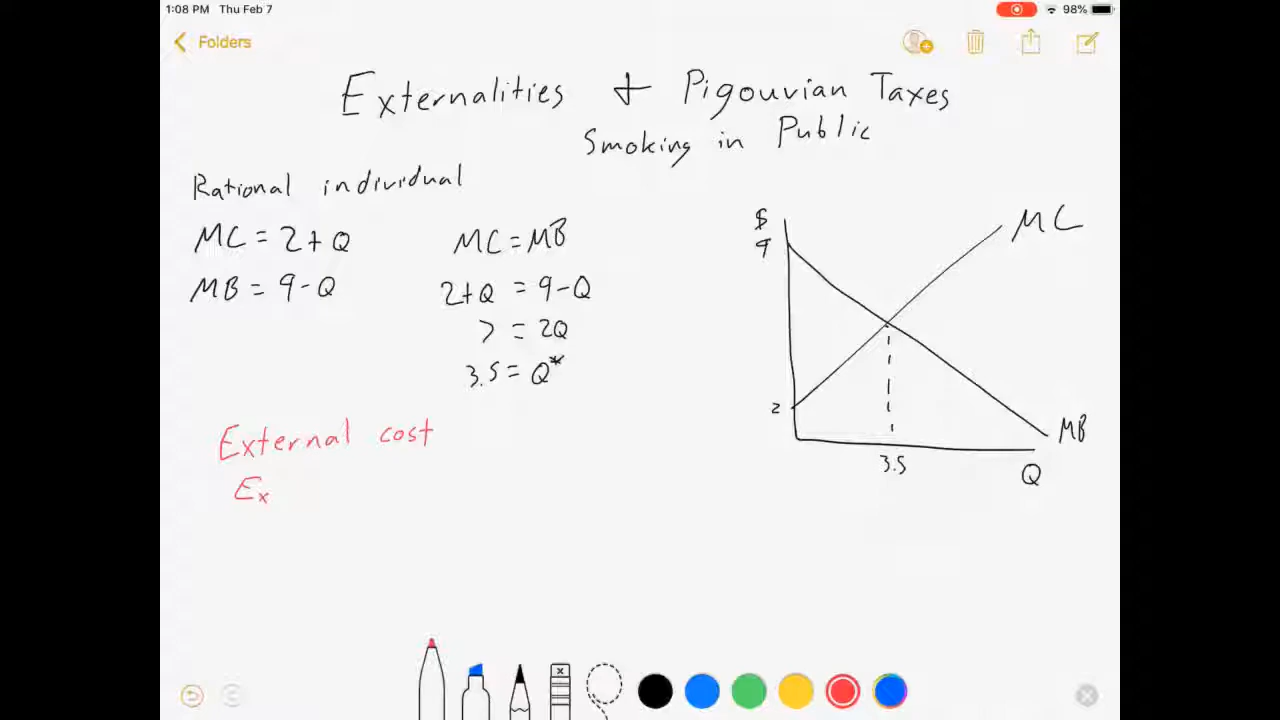 1:08 PM Thu Feb 7
98%
Folders
Externalities + Pigouvian Taxes
Smoking in Public
Rational individual
MC = 2+Q
MB = 9-Q
MC = MB
2+Q = 9-Q
7 = 2Q
3.5 = Q*
External cost
Ex
$
9
2
MC
MB
3.5
Q